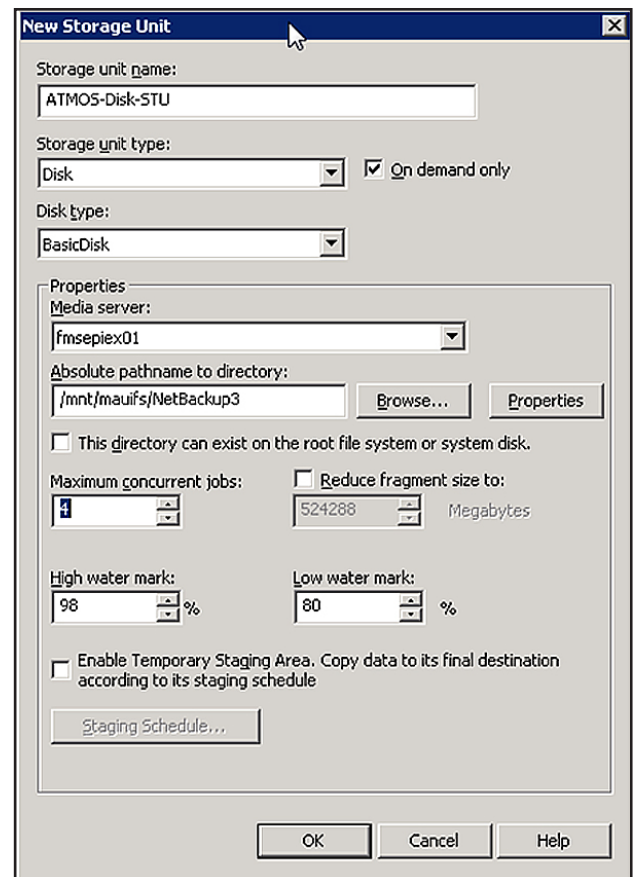 New Storage Unit
Storage unit name:
ATMOS-Disk-STU
Storage unit type:
Disk
On demand only
Disk type:
BasicDisk
Properties
Media server:
fmsepiex01
Absolute pathname to directory:
/mnt/mauifs/NetBackup3
Browse...
Properties
This directory can exist on the root file system or system disk.
Maximum concurrent jobs:
Reduce fragment size to:
4
524288
Megabytes
High water mark:
Low water mark:
98
%
80
%
Enable Temporary Staging Area. Copy data to its final destination
according to its staging schedule
Staging Schedule...
OK
Cancel
Help